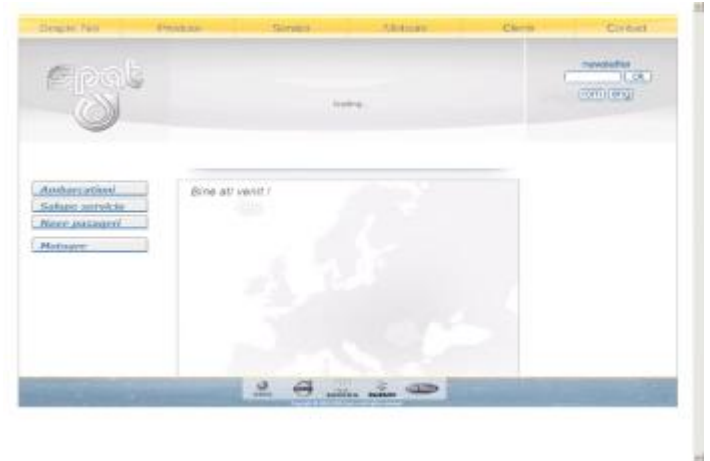 Despre Noi Produse Servicii Clienti Contact
Epat
newsletter
OK
loading...
rom eng
Ambarcatiuni
Salupe serviciu
Nave pasageri
Motoare
Bine ati venit !